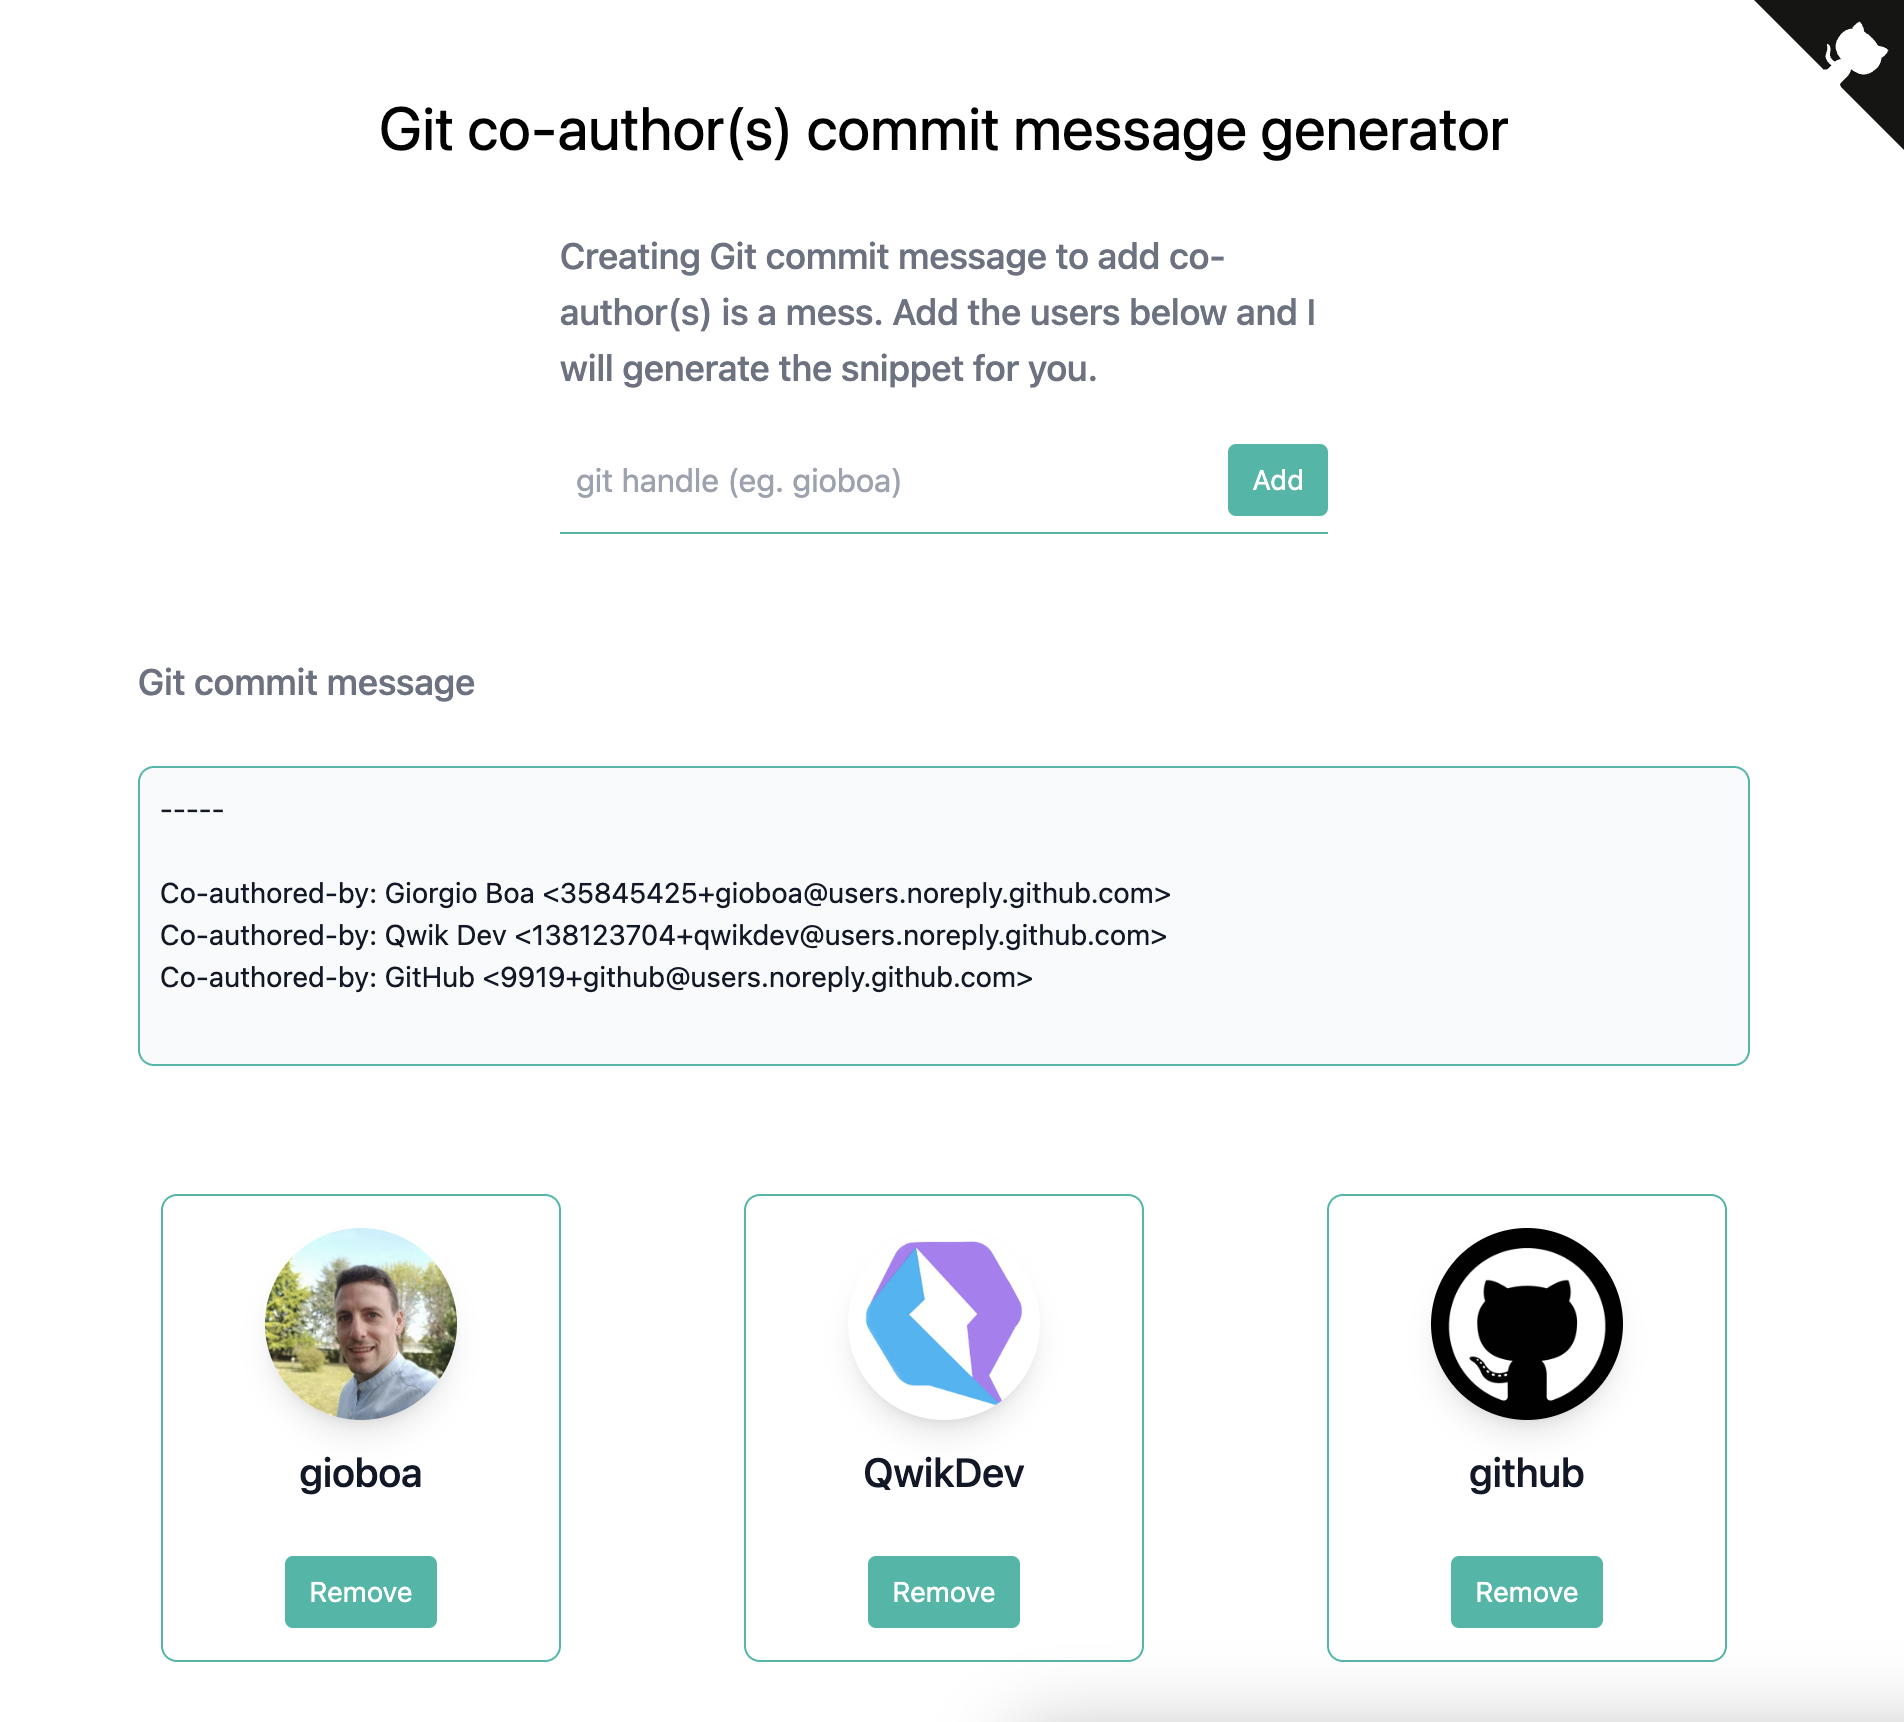 Git co-author(s) commit message generator
Creating Git commit message to add co-
author(s) is a mess. Add the users below and I
will generate the snippet for you.
git handle (eg. gioboa)
Add
Git commit message
-----
Co-authored-by: Giorgio Boa <35845425+gioboa@users.noreply.github.com>
Co-authored-by: Qwik Dev <138123704+qwikdev@users.noreply.github.com>
Co-authored-by: GitHub <9919+github@users.noreply.github.com>
gioboa
QwikDev
github
Remove
Remove
Remove